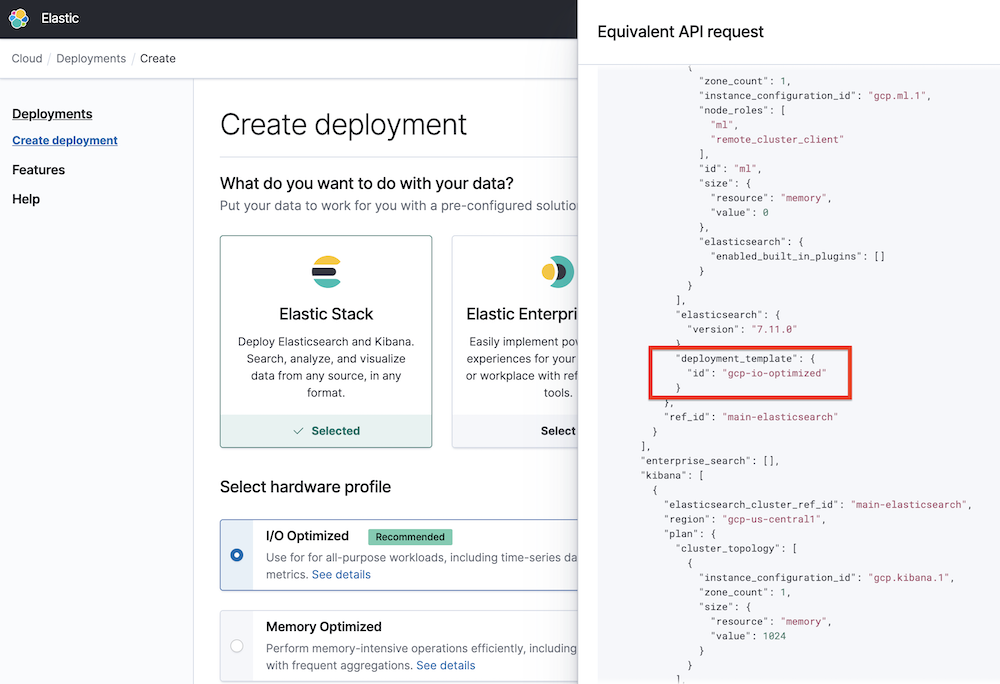 Elastic
Cloud / Deployments / Create
Deployments
Create deployment
Features
Help
Create deployment
What do you want to do with your data?
Put your data to work for you with a pre-configured solutio
Elastic Stack
Deploy Elasticsearch and Kibana.
Search, analyze, and visualize
data from any source, in any
format.
Selected
Elastic Enterpri
Easily implement pow
experiences for your
or workplace with ref
tools.
Select
Select hardware profile
I/O Optimized
Recommended
Use for for all-purpose workloads, including time-series da
metrics. See details
Memory Optimized
Perform memory-intensive operations efficiently, including
with frequent aggregations. See details
Equivalent API request
{
"zone_count": 1,
"instance_configuration_id": "gcp.ml.1",
"node_roles": [
"ml",
"remote_cluster_client"
],
"id": "ml",
"size": {
"resource": "memory",
"value": 0
},
"elasticsearch": {
"enabled_built_in_plugins": []
}
}
],
"elasticsearch": {
"version": "7.11.0"
},
"deployment_template": {
"id": "gcp-io-optimized"
}
},
"ref_id": "main-elasticsearch"
}
],
"enterprise_search": [],
"kibana": [
{
"elasticsearch_cluster_ref_id": "main-elasticsearch",
"region": "gcp-us-central1",
"plan": {
"cluster_topology": [
{
"instance_configuration_id": "gcp.kibana.1",
"zone_count": 1,
"size": {
"resource": "memory",
"value": 1024
}
}
],